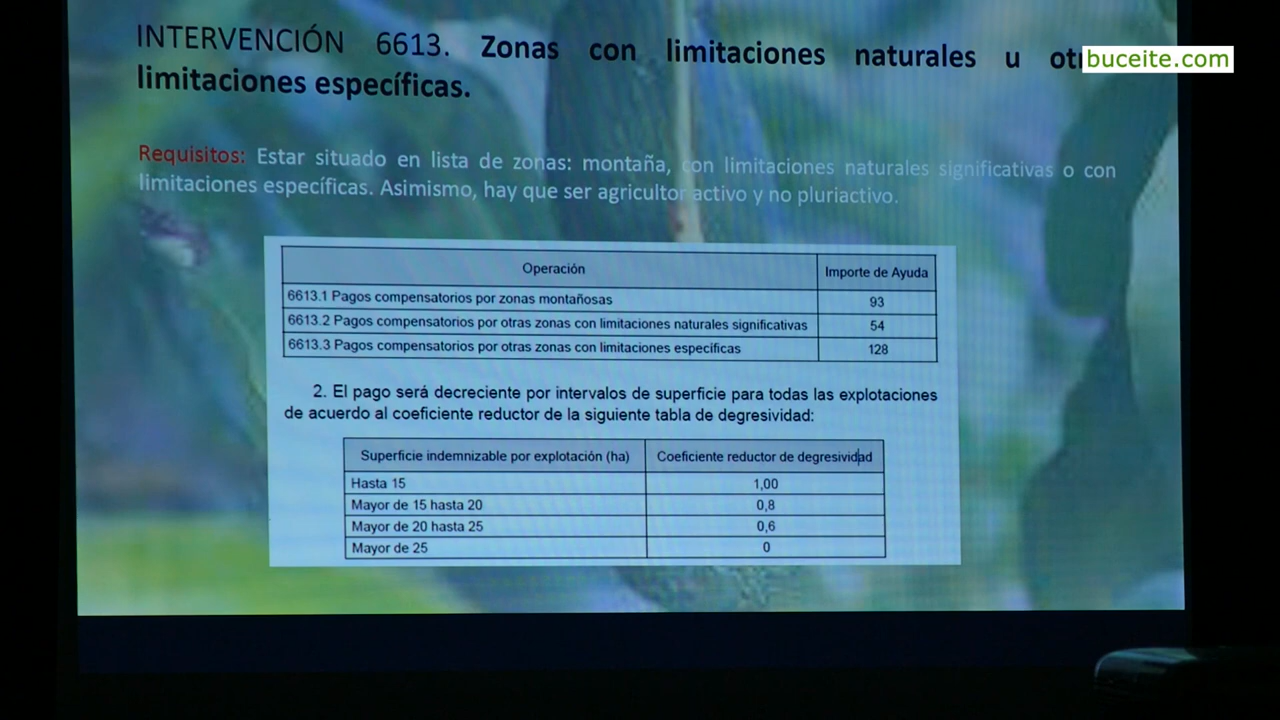 INTERVENCIÓN 6613. Zonas con limitaciones naturales u
buceite.com
limitaciones específicas.
Requisitos: Estar situado en lista de zonas: montaña, con limitaciones naturales significativas o con
limitaciones específicas. Asimismo, hay que ser agricultor activo y no pluriactivo.
Operación Importe de Ayuda
6613.1 Pagos compensatorios por zonas montañosas 93
6613.2 Pagos compensatorios por otras zonas con limitaciones naturales significativas 54
6613.3 Pagos compensatorios por otras zonas con limitaciones específicas 128
2. El pago será decreciente por intervalos de superficie para todas las explotaciones
de acuerdo al coeficiente reductor de la siguiente tabla de degresividad:
Superficie indemnizable por explotación (ha) Coeficiente reductor de degresividad
Hasta 15 1,00
Mayor de 15 hasta 20 0,8
Mayor de 20 hasta 25 0,6
Mayor de 25 0